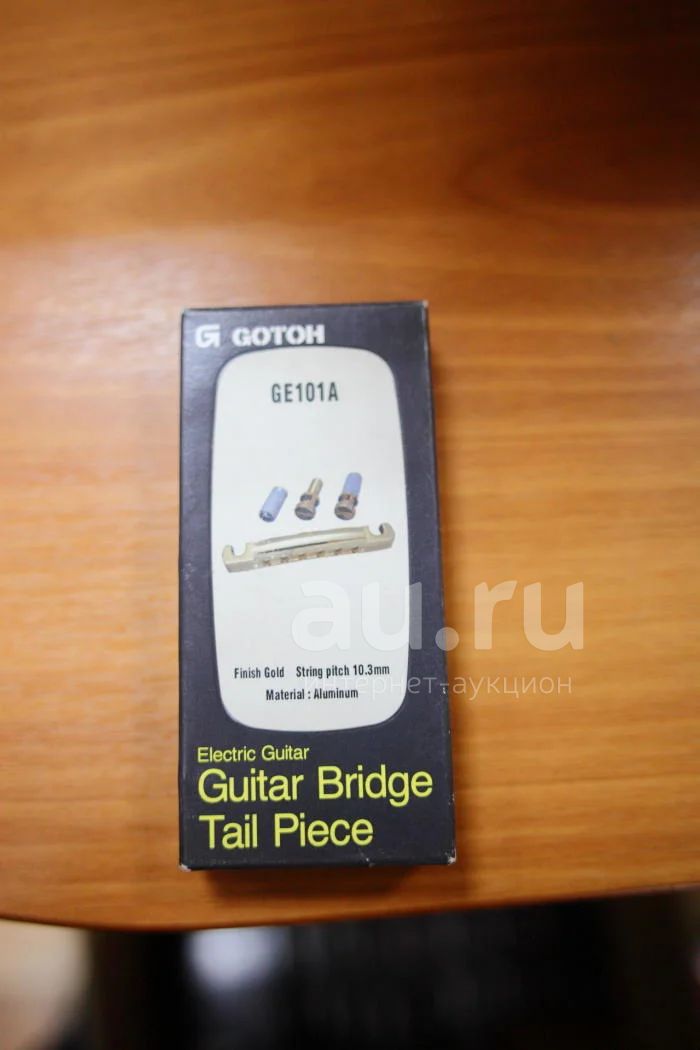 GOTOH
GE101A
au.ru
интернет-аукцион
Finish Gold String pitch 10.3mm
Material : Aluminum
Electric Guitar
Guitar Bridge
Tail Piece